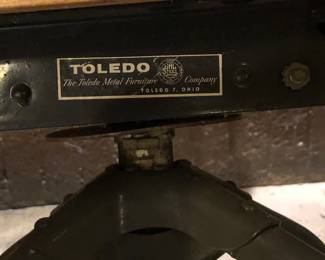 TOLEDO
The Toledo Metal Furniture Company
TOLEDO 7, OHIO